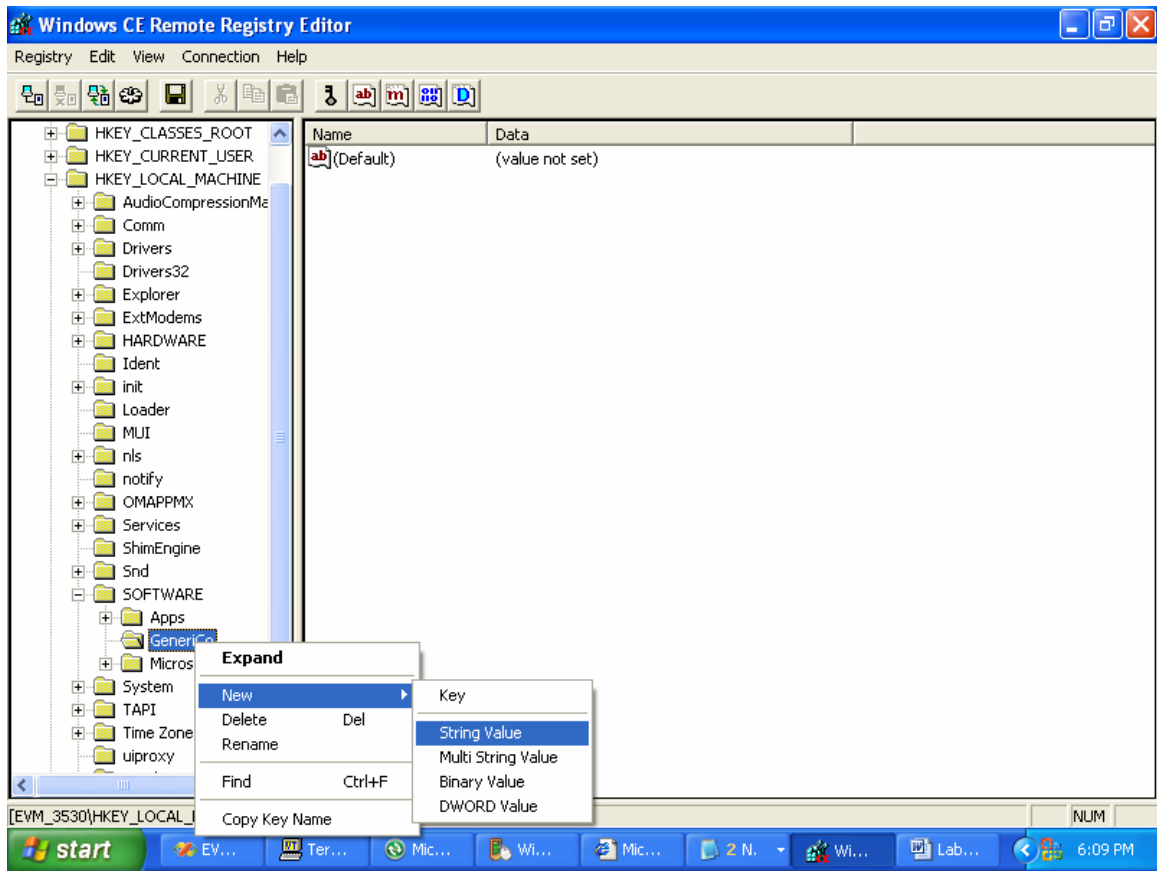 Windows CE Remote Registry Editor
Registry Edit View Connection Help
Name Data
(Default) (value not set)
HKEY_CLASSES_ROOT
HKEY_CURRENT_USER
HKEY_LOCAL_MACHINE
AudioCompressionMa
Comm
Drivers
Drivers32
Explorer
ExtModems
HARDWARE
Ident
init
Loader
MUI
nls
notify
OMAPPMX
Services
ShimEngine
Snd
SOFTWARE
Apps
GeneriCo
Micros
System
TAPI
Time Zone
uiproxy
Expand
New
Delete Del
Rename
Find Ctrl+F
Copy Key Name
Key
String Value
Multi String Value
Binary Value
DWORD Value
[EVM_3530\HKEY_LOCAL_ NUM
start EV... Ter... Mic... Wi... Mic... 2 N. Wi... Lab... 6:09 PM